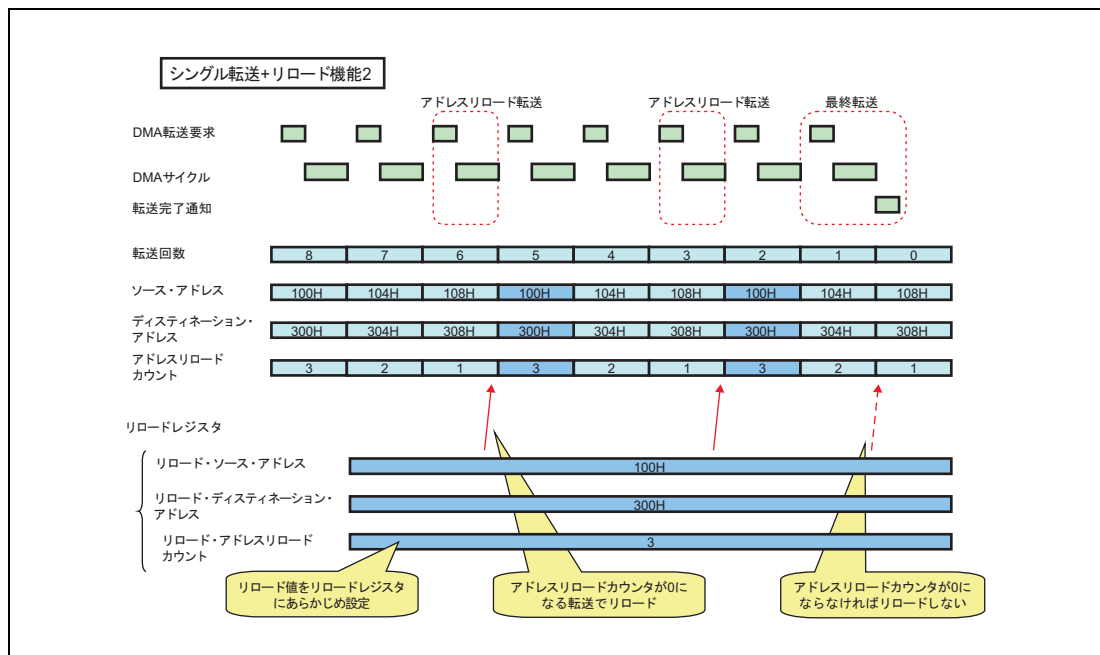 シングル転送+リロード機能2
アドレスリロード転送 アドレスリロード転送 最終転送
DMA転送要求
DMAサイクル
転送完了通知
転送回数 8 7 6 5 4 3 2 1 0
ソース・アドレス 100H 104H 108H 100H 104H 108H 100H 104H 108H
ディスティネーション・
アドレス 300H 304H 308H 300H 304H 308H 300H 304H 308H
アドレスリロード
カウント 3 2 1 3 2 1 3 2 1
リロードレジスタ
リロード・ソース・アドレス 100H
リロード・ディスティネーション・
アドレス 300H
リロード・アドレスリロード
カウント 3
リロード値をリロードレジスタ
にあらかじめ設定
アドレスリロードカウンタが0に
なる転送でリロード
アドレスリロードカウンタが0に
ならなければリロードしない